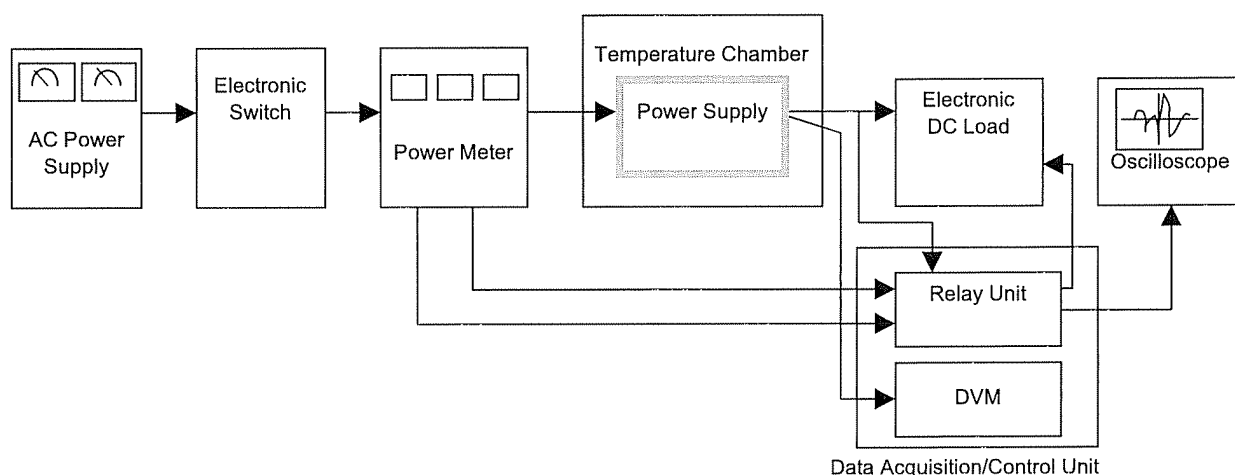 AC Power
Supply
Electronic
Switch
Power Meter
Temperature Chamber
Power Supply
Electronic
DC Load
Oscilloscope
Relay Unit
DVM
Data Acquisition/Control Unit